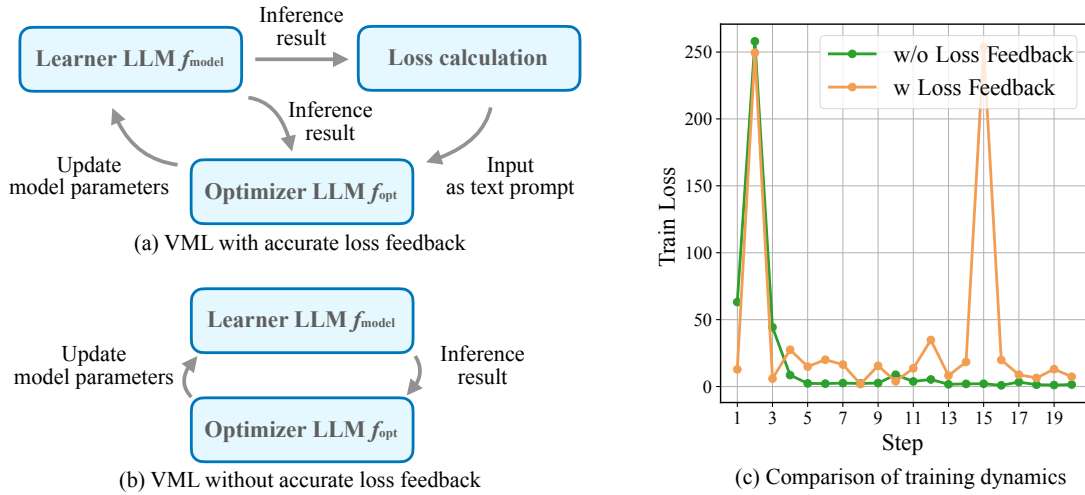 Learner LLM fmodel
Inference
result
Loss calculation
Inference
result
Update
model parameters
Optimizer LLM fopt
Input
as text prompt
(a) VML with accurate loss feedback
Learner LLM fmodel
Update
model parameters
Inference
result
Optimizer LLM fopt
(b) VML without accurate loss feedback
w/o Loss Feedback
w Loss Feedback
Train Loss
250
200
150
100
50
0
1 3 5 7 9 11 13 15 17 19
Step
(c) Comparison of training dynamics